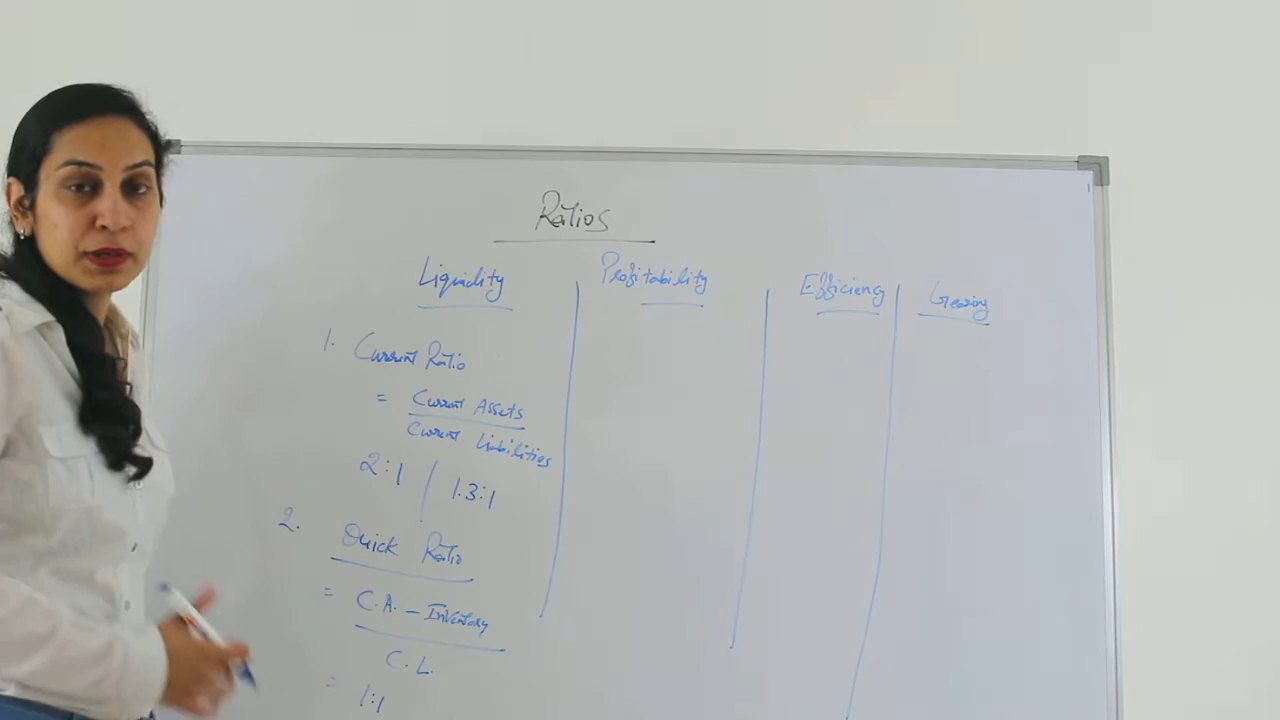 Ratios
Liquidity
Profitability
Efficiency
Gearing
1. Current Ratio
= Current Assets
Current Liabilities
2:1 / 1.3:1
2. Quick Ratio
= C.A. - Inventory
C.L.
= 1:1